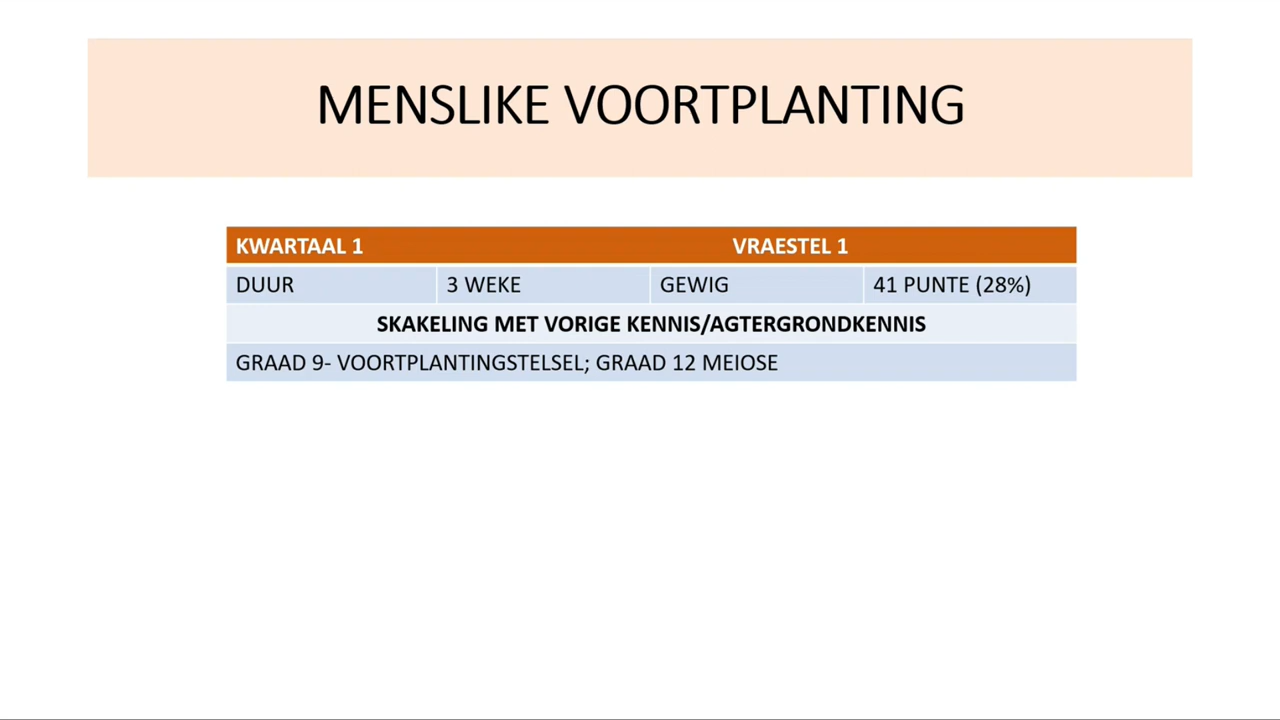 MENSLIKE VOORTPLANTING
KWARTAAL 1 VRAESTEL 1
DUUR 3 WEKE GEWIG 41 PUNTE (28%)
SKAKELING MET VORIGE KENNIS/AGTERGRONDKENNIS
GRAAD 9- VOORTPLANTINGSTELSEL; GRAAD 12 MEIOSE